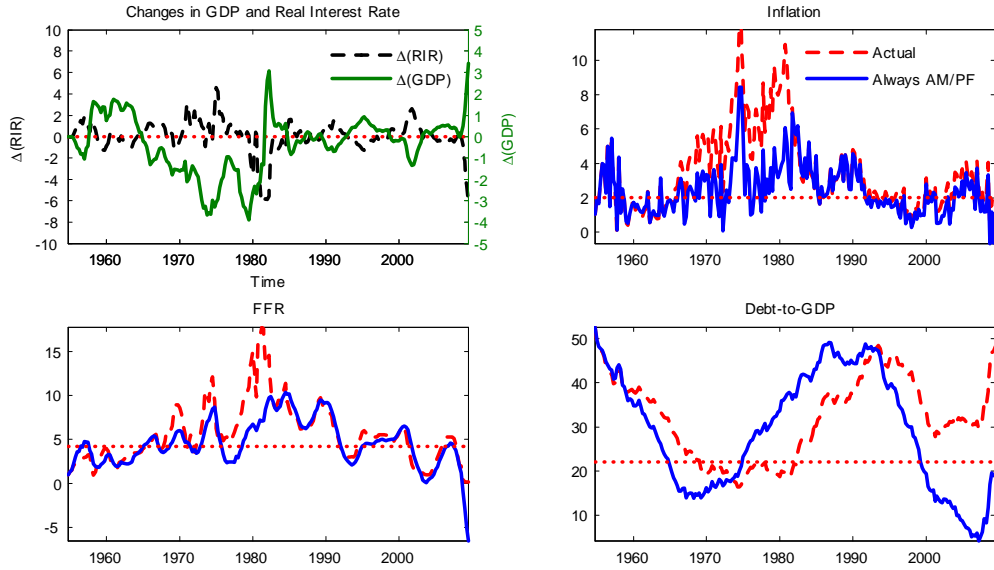 Changes in GDP and Real Interest Rate
10
8
6
4
2
0
-2
-4
-6
-8
-10
Δ(RIR)
Δ(RIR)
Δ(GDP)
5
4
3
2
1
0
-1
-2
-3
-4
-5
Δ(GDP)
1960 1970 1980 1990 2000
Time
Inflation
10
8
6
4
2
0
Actual
Always AM/PF
1960 1970 1980 1990 2000
FFR
15
10
5
0
-5
1960 1970 1980 1990 2000
Debt-to-GDP
50
40
30
20
10
1960 1970 1980 1990 2000